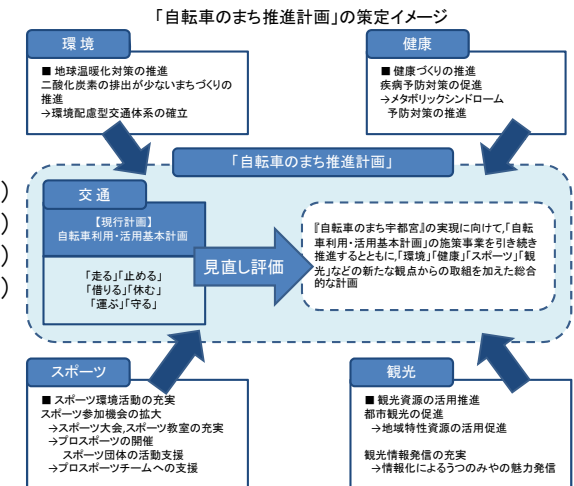 「自転車のまち推進計画」の策定イメージ
環 境
■ 地球温暖化対策の推進
二酸化炭素の排出が少ないまちづくりの
推進
→環境配慮型交通体系の確立
健康
■ 健康づくりの推進
疾病予防対策の促進
→メタボリックシンドローム
予防対策の推進
「自転車のまち推進計画」
)
)
)
)
交 通
【現行計画】
自転車利用・活用基本計画
「走る」「止める」
「借りる」「休む」
「運ぶ」「守る」
見直し評価
『自転車のまち宇都宮』の実現に向けて,「自転
車利用・活用基本計画」の施策事業を引き続き
推進するとともに,「環境」「健康」「スポーツ」「観
光」などの新たな観点からの取組を加えた総合
的な計画
スポーツ
■ スポーツ環境活動の充実
スポーツ参加機会の拡大
→スポーツ大会,スポーツ教室の充実
→プロスポーツの開催
スポーツ団体の活動支援
→プロスポーツチームへの支援
観光
■ 観光資源の活用推進
都市観光の促進
→地域特性資源の活用促進
観光情報発信の充実
→情報化によるうつのみやの魅力発信